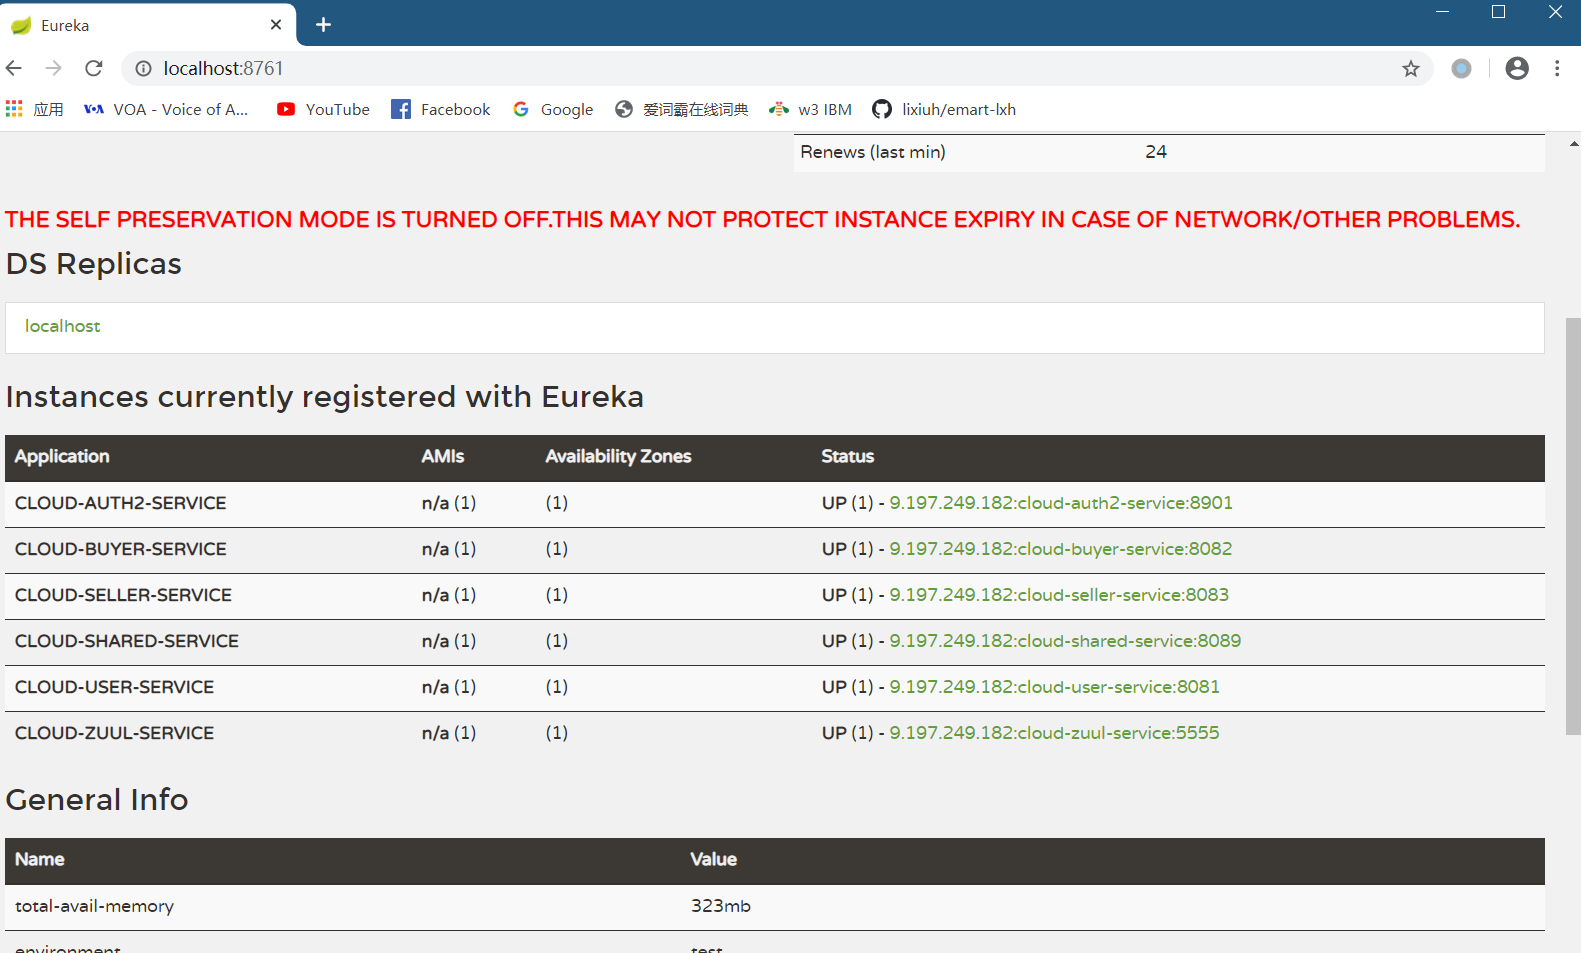 Eureka
localhost:8761
应用 VOA - Voice of A... YouTube Facebook Google 爱词霸在线词典 w3 IBM lixiuh/emart-lxh
Renews (last min) 24
THE SELF PRESERVATION MODE IS TURNED OFF.THIS MAY NOT PROTECT INSTANCE EXPIRY IN CASE OF NETWORK/OTHER PROBLEMS.
DS Replicas
localhost
Instances currently registered with Eureka
Application AMIs Availability Zones Status
CLOUD-AUTH2-SERVICE n/a (1) (1) UP (1) - 9.197.249.182:cloud-auth2-service:8901
CLOUD-BUYER-SERVICE n/a (1) (1) UP (1) - 9.197.249.182:cloud-buyer-service:8082
CLOUD-SELLER-SERVICE n/a (1) (1) UP (1) - 9.197.249.182:cloud-seller-service:8083
CLOUD-SHARED-SERVICE n/a (1) (1) UP (1) - 9.197.249.182:cloud-shared-service:8089
CLOUD-USER-SERVICE n/a (1) (1) UP (1) - 9.197.249.182:cloud-user-service:8081
CLOUD-ZUUL-SERVICE n/a (1) (1) UP (1) - 9.197.249.182:cloud-zuul-service:5555
General Info
Name Value
total-avail-memory 323mb
environment test